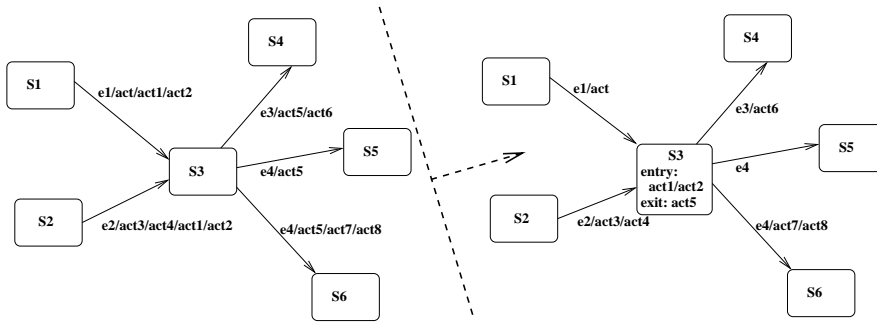 S4
S1
e1/act/act1/act2
e3/act5/act6
S3
S5
e4/act5
S2
e2/act3/act4/act1/act2
e4/act5/act7/act8
S6
S4
S1
e1/act
e3/act6
S3
entry:
act1/act2
exit: act5
S5
e4
S2
e2/act3/act4
e4/act7/act8
S6